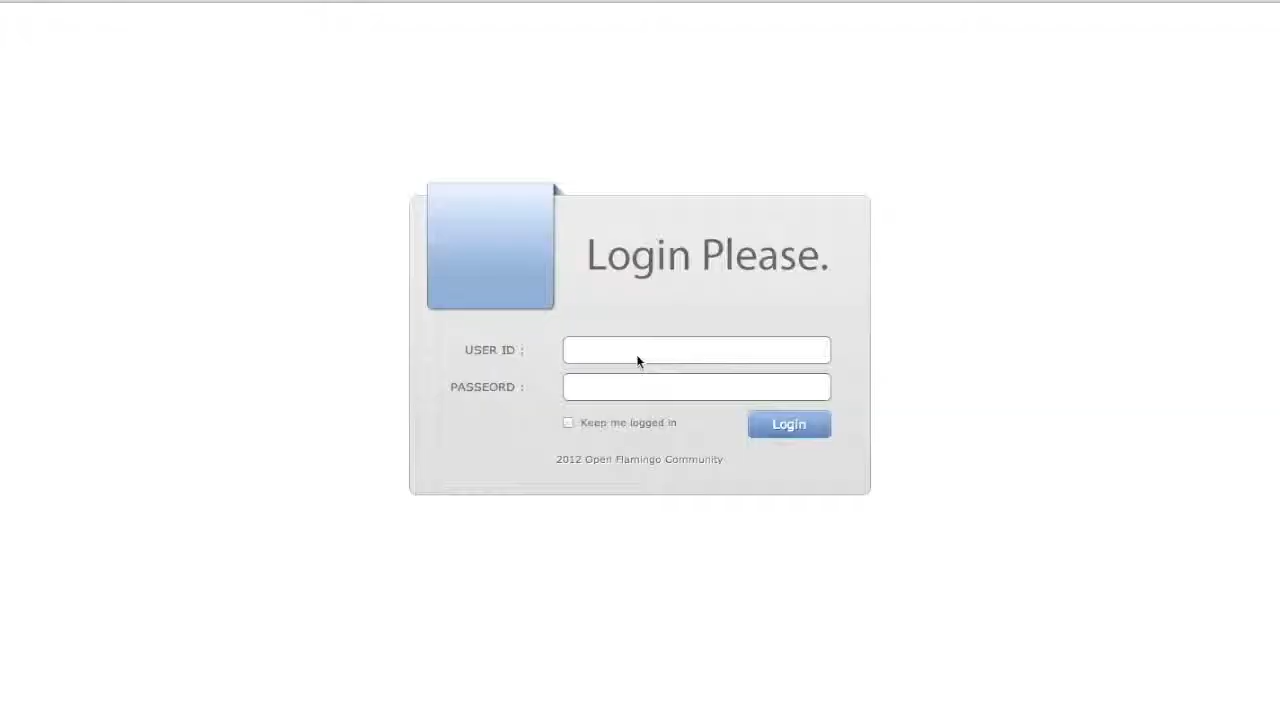 Login Please.
USER ID :
PASSEORD :
Keep me logged in
Login
2012 Open Flamingo Community